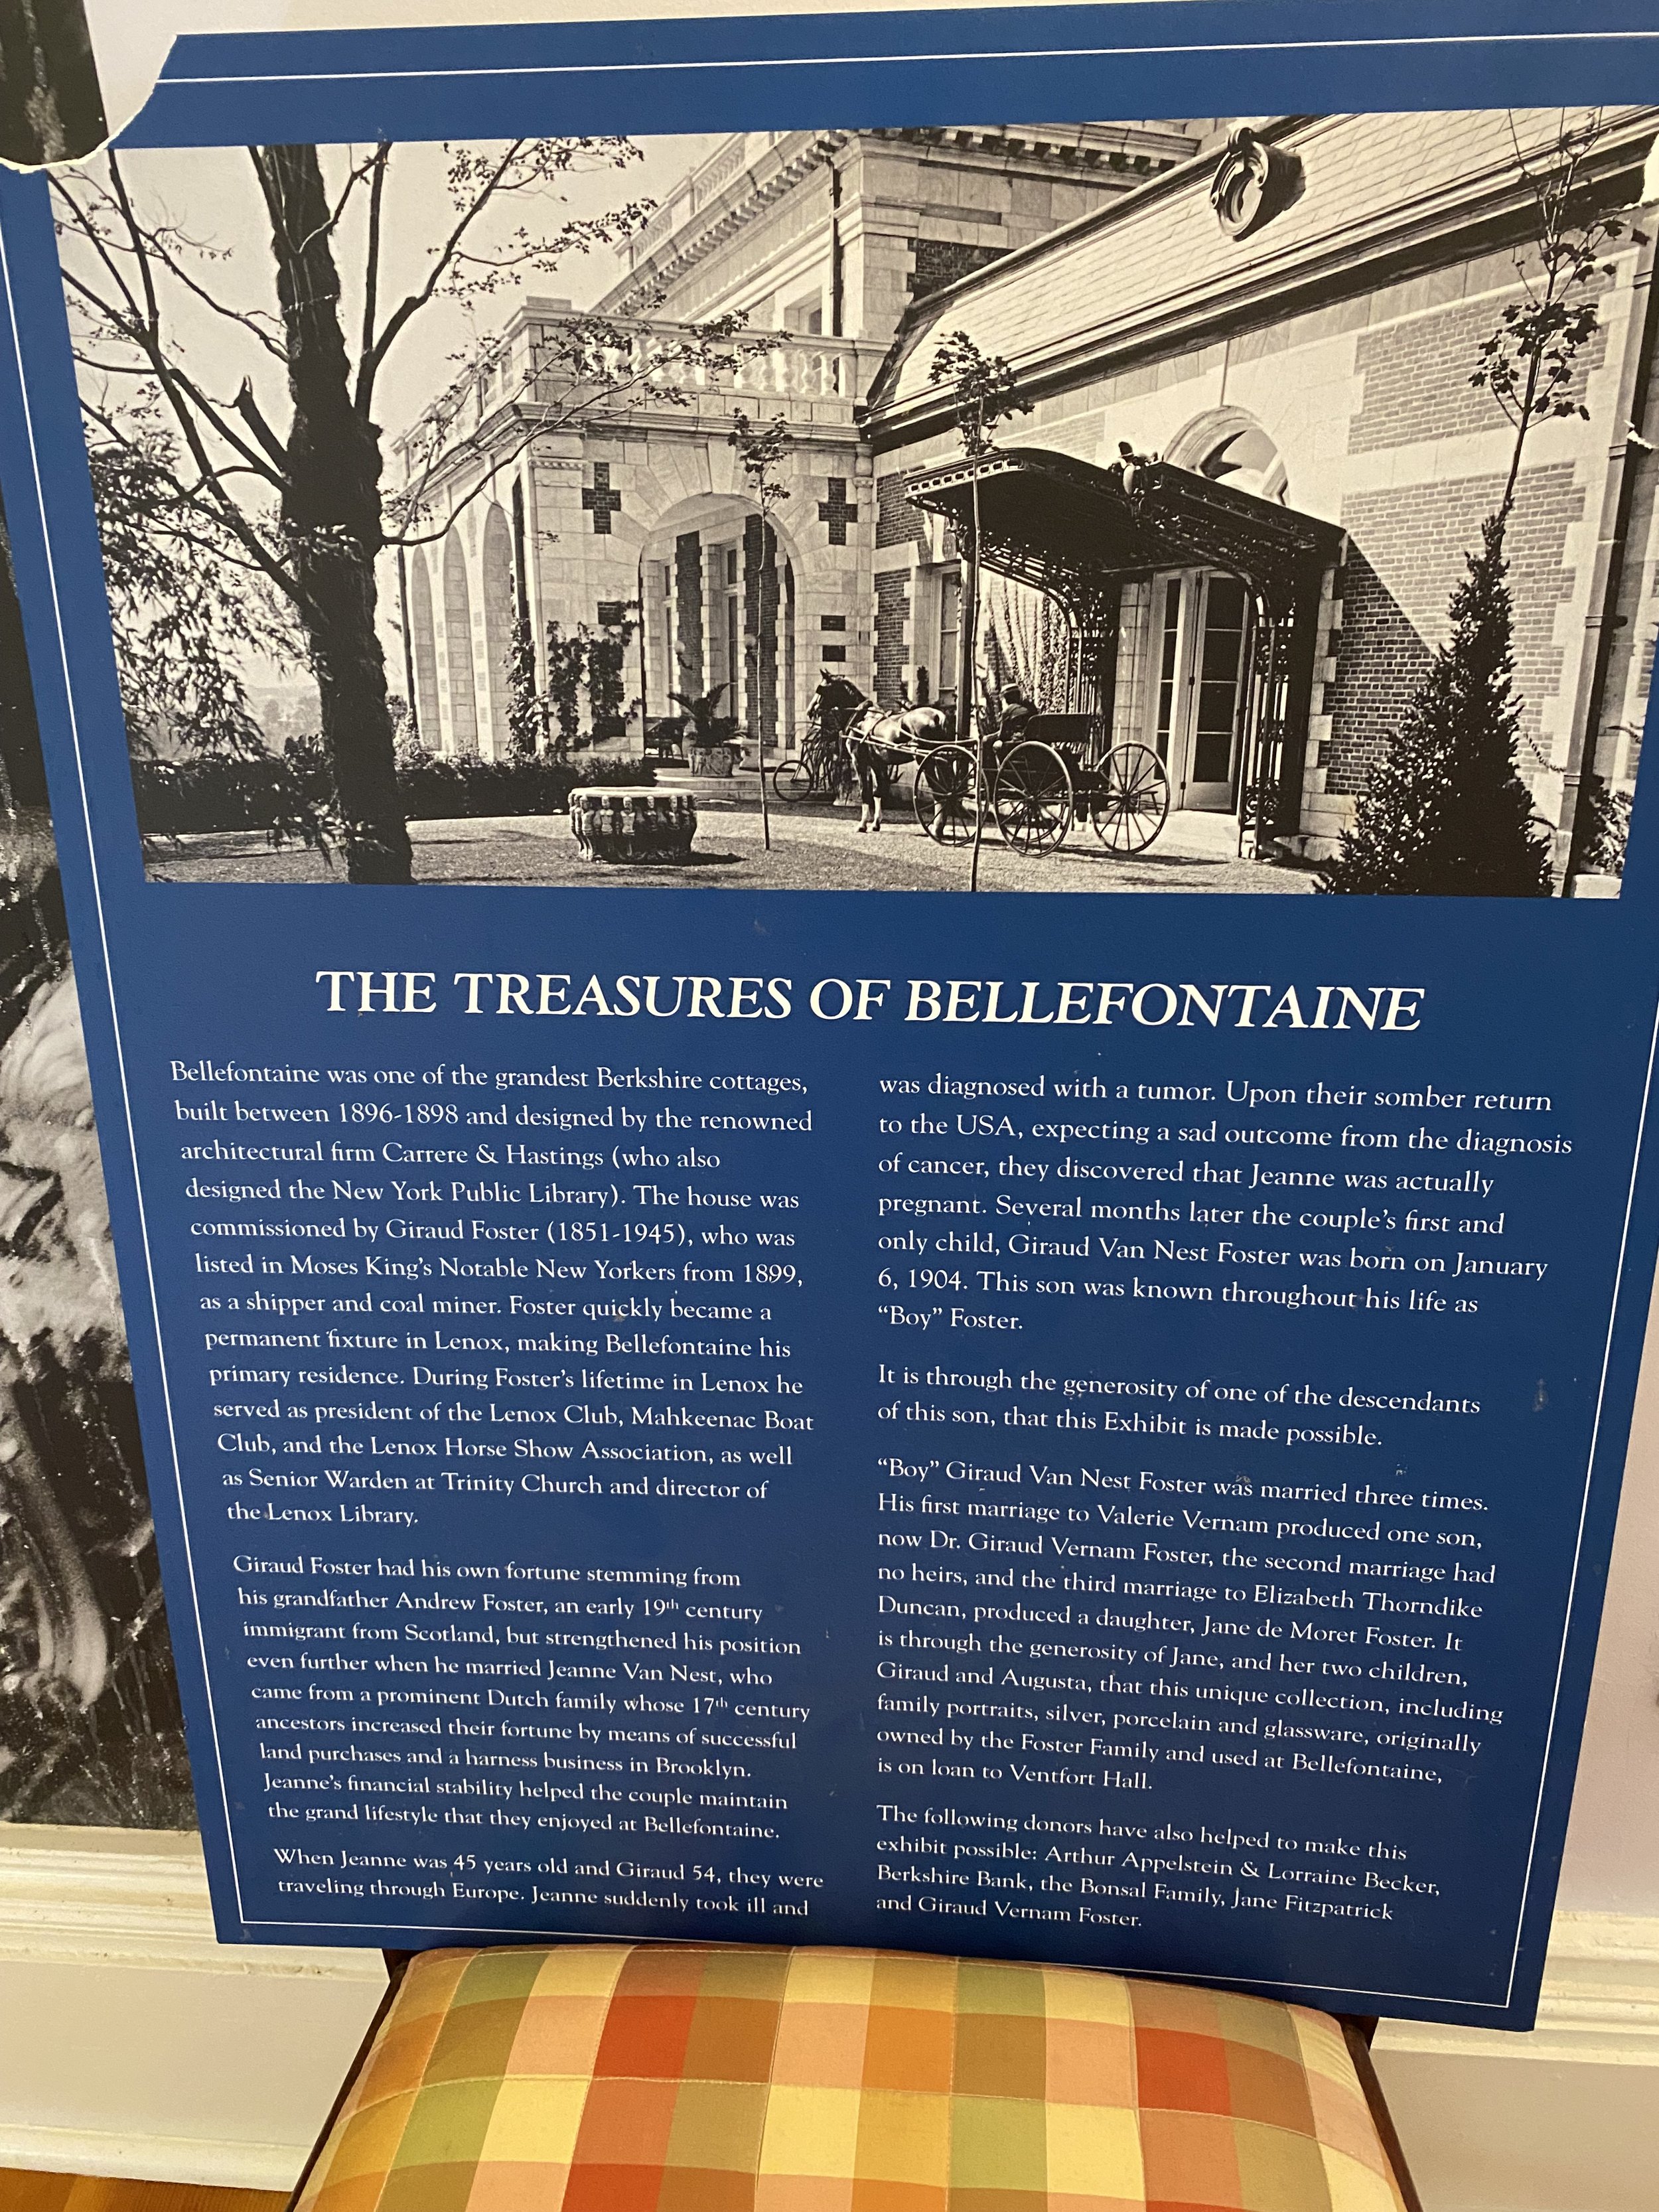 THE TREASURES OF BELLEFONTAINE
Bellefontaine was one of the grandest Berkshire cottages,
built between 1896-1898 and designed by the renowned
architectural firm Carrere & Hastings (who also
designed the New York Public Library). The house was
commissioned by Giraud Foster (1851-1945), who was
listed in Moses King's Notable New Yorkers from 1899,
as a shipper and coal miner. Foster quickly became a
permanent fixture in Lenox, making Bellefontaine his
primary residence. During Foster's lifetime in Lenox he
served as president of the Lenox Club, Mahkeenac Boat
Club, and the Lenox Horse Show Association, as well
as Senior Warden at Trinity Church and director of
the Lenox Library.
Giraud Foster had his own fortune stemming from
his grandfather Andrew Foster, an early 19th century
immigrant from Scotland, but strengthened his position
even further when he married Jeanne Van Nest, who
came from a prominent Dutch family whose 17th century
ancestors increased their fortune by means of successful
land purchases and a harness business in Brooklyn.
Jeanne's financial stability helped the couple maintain
the grand lifestyle that they enjoyed at Bellefontaine.
When Jeanne was 45 years old and Giraud 54, they were
traveling through Europe. Jeanne suddenly took ill and
was diagnosed with a tumor. Upon their somber return
to the USA, expecting a sad outcome from the diagnosis
of cancer, they discovered that Jeanne was actually
pregnant. Several months later the couple's first and
only child, Giraud Van Nest Foster was born on January
6, 1904. This son was known throughout his life as
"Boy" Foster.
It is through the generosity of one of the descendants
of this son, that this Exhibit is made possible.
"Boy" Giraud Van Nest Foster was married three times.
His first marriage to Valerie Vernam produced one son,
now Dr. Giraud Vernam Foster, the second marriage had
no heirs, and the third marriage to Elizabeth Thorndike
Duncan, produced a daughter, Jane de Moret Foster. It
is through the generosity of Jane, and her two children,
Giraud and Augusta, that this unique collection, including
family portraits, silver, porcelain and glassware, originally
owned by the Foster Family and used at Bellefontaine,
is on loan to Ventfort Hall.
The following donors have also helped to make this
exhibit possible: Arthur Appelstein & Lorraine Becker,
Berkshire Bank, the Bonsal Family, Jane Fitzpatrick
and Giraud Vernam Foster.